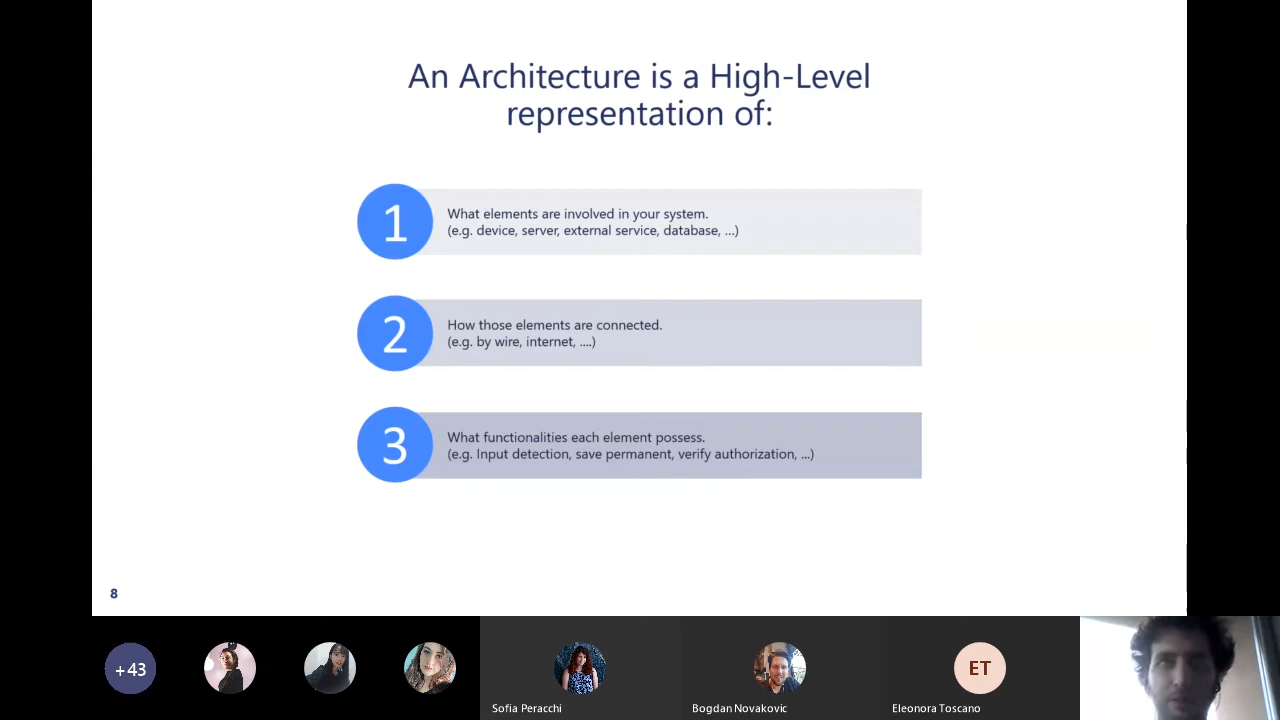 An Architecture is a High-Level
representation of:
1
What elements are involved in your system.
(e.g. device, server, external service, database, ...)
2
How those elements are connected.
(e.g. by wire, internet, ....)
3
What functionalities each element possess.
(e.g. Input detection, save permanent, verify authorization, ...)
8
+43
ET
Sofia Peracchi
Bogdan Novakovic
Eleonora Toscano